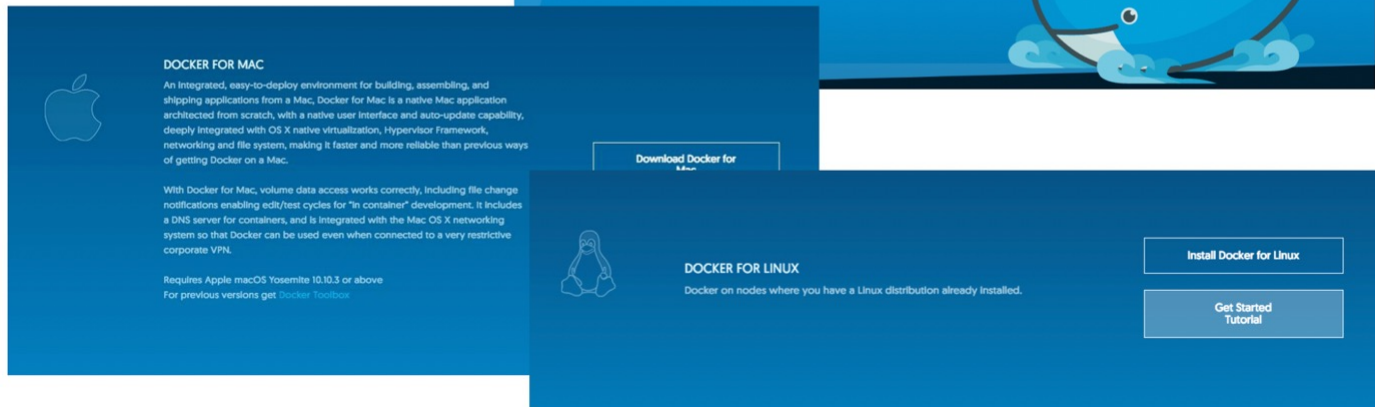 DOCKER FOR MAC
An Integrated, easy-to-deploy environment for building, assembling, and
shipping applications from a Mac, Docker for Mac is a native Mac application
architected from scratch, with a native user interface and auto-update capability,
deeply integrated with OS X native virtualization, Hypervisor Framework,
networking and file system, making it faster and more reliable than previous ways
of getting Docker on a Mac.
With Docker for Mac, volume data access works correctly, including file change
notifications enabling edit/test cycles for "in container" development. It includes
a DNS server for containers, and is integrated with the Mac OS X networking
system so that Docker can be used even when connected to a very restrictive
corporate VPN.
Requires Apple macOS Yosemite 10.10.3 or above
For previous versions get Docker Toolbox
Download Docker for
Mac
DOCKER FOR LINUX
Docker on nodes where you have a Linux distribution already installed.
Install Docker for Linux
Get Started
Tutorial